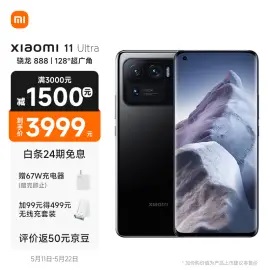 XIAOMI 11 Ultra
骁龙 888 | 128°超广角
满3000元
减1500元
到手价3999元
白条24期免息
赠67W充电器
(赠完即止)
加99元得499元
无线充套装
评价返50元京豆
5月11日-5月22日
XIAOMI